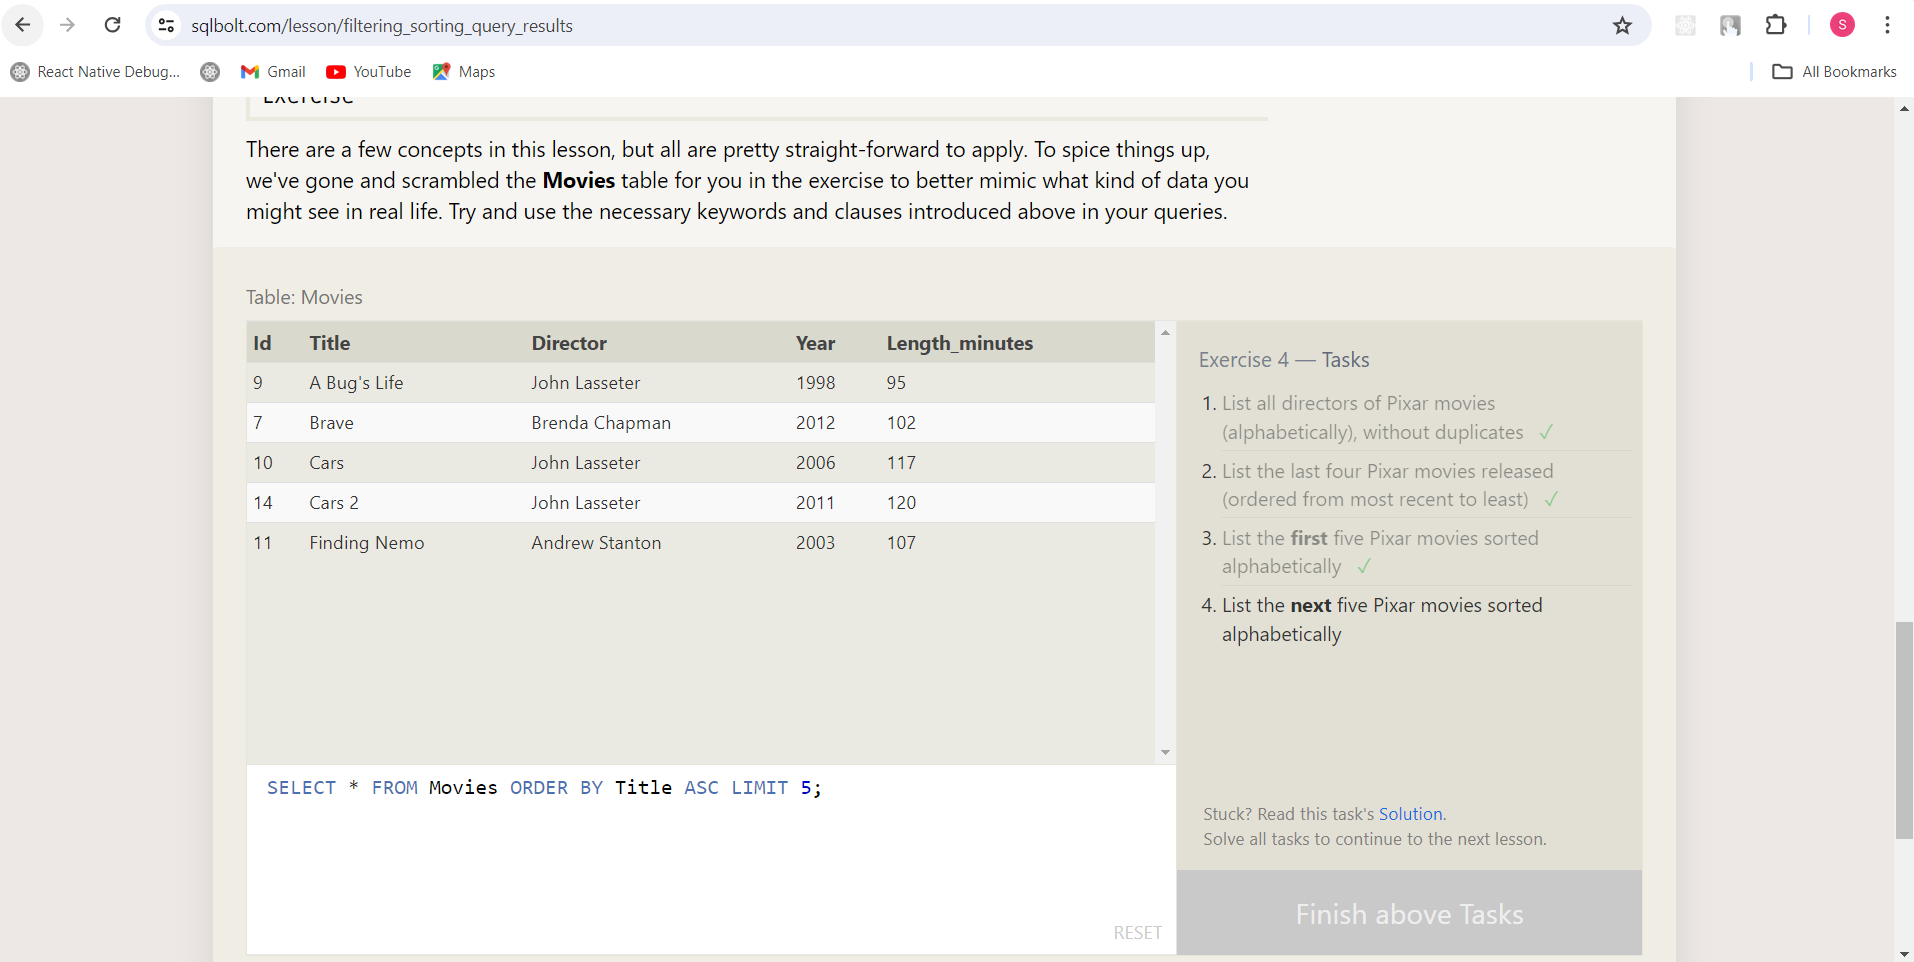 sqlbolt.com/lesson/filtering_sorting_query_results
S
React Native Debug...
Gmail
YouTube
Maps
All Bookmarks
Exercise
There are a few concepts in this lesson, but all are pretty straight-forward to apply. To spice things up,
we've gone and scrambled the Movies table for you in the exercise to better mimic what kind of data you
might see in real life. Try and use the necessary keywords and clauses introduced above in your queries.
Table: Movies
Id Title Director Year Length_minutes
9 A Bug's Life John Lasseter 1998 95
7 Brave Brenda Chapman 2012 102
10 Cars John Lasseter 2006 117
14 Cars 2 John Lasseter 2011 120
11 Finding Nemo Andrew Stanton 2003 107
SELECT * FROM Movies ORDER BY Title ASC LIMIT 5;
RESET
Exercise 4 — Tasks
1. List all directors of Pixar movies
(alphabetically), without duplicates ✓
2. List the last four Pixar movies released
(ordered from most recent to least) ✓
3. List the first five Pixar movies sorted
alphabetically ✓
4. List the next five Pixar movies sorted
alphabetically
Stuck? Read this task's Solution.
Solve all tasks to continue to the next lesson.
Finish above Tasks